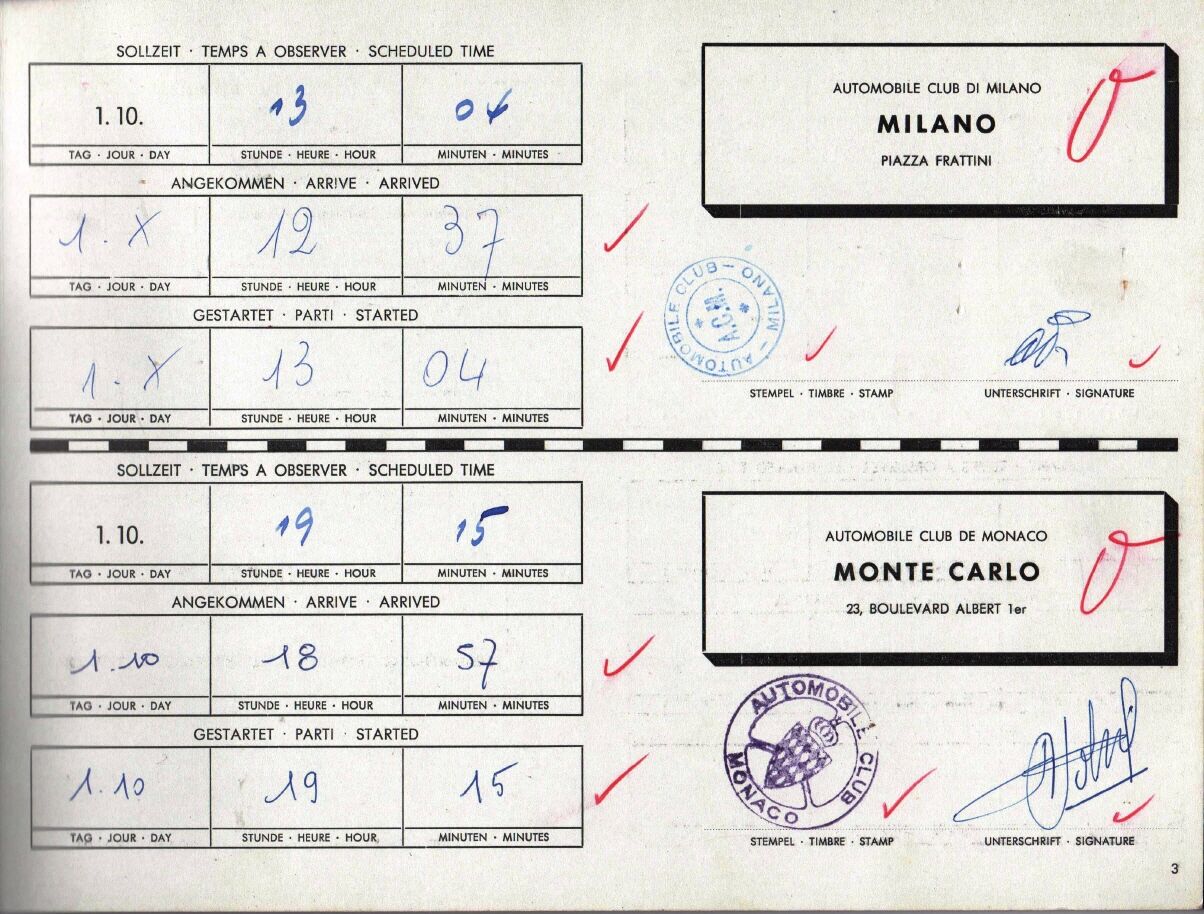 SOLLZEIT · TEMPS A OBSERVER · SCHEDULED TIME
1.10. 13 04
TAG · JOUR · DAY STUNDE · HEURE · HOUR MINUTEN · MINUTES
ANGEKOMMEN · ARRIVE · ARRIVED
1. X 12 37
TAG · JOUR · DAY STUNDE · HEURE · HOUR MINUTEN · MINUTES
GESTARTET · PARTI · STARTED
1. X 13 04
TAG · JOUR · DAY STUNDE · HEURE · HOUR MINUTEN · MINUTES
AUTOMOBILE CLUB DI MILANO
MILANO
PIAZZA FRATTINI
0
AUTOMOBILE CLUB – MILANO –
* A.C.M. *
STEMPEL · TIMBRE · STAMP UNTERSCHRIFT · SIGNATURE
SOLLZEIT · TEMPS A OBSERVER · SCHEDULED TIME
1.10. 19 15
TAG · JOUR · DAY STUNDE · HEURE · HOUR MINUTEN · MINUTES
ANGEKOMMEN · ARRIVE · ARRIVED
1.10 18 57
TAG · JOUR · DAY STUNDE · HEURE · HOUR MINUTEN · MINUTES
GESTARTET · PARTI · STARTED
1.10 19 15
TAG · JOUR · DAY STUNDE · HEURE · HOUR MINUTEN · MINUTES
AUTOMOBILE CLUB DE MONACO
MONTE CARLO
23, BOULEVARD ALBERT 1er
0
AUTOMOBILE CLUB
MONACO
STEMPEL · TIMBRE · STAMP UNTERSCHRIFT · SIGNATURE
3